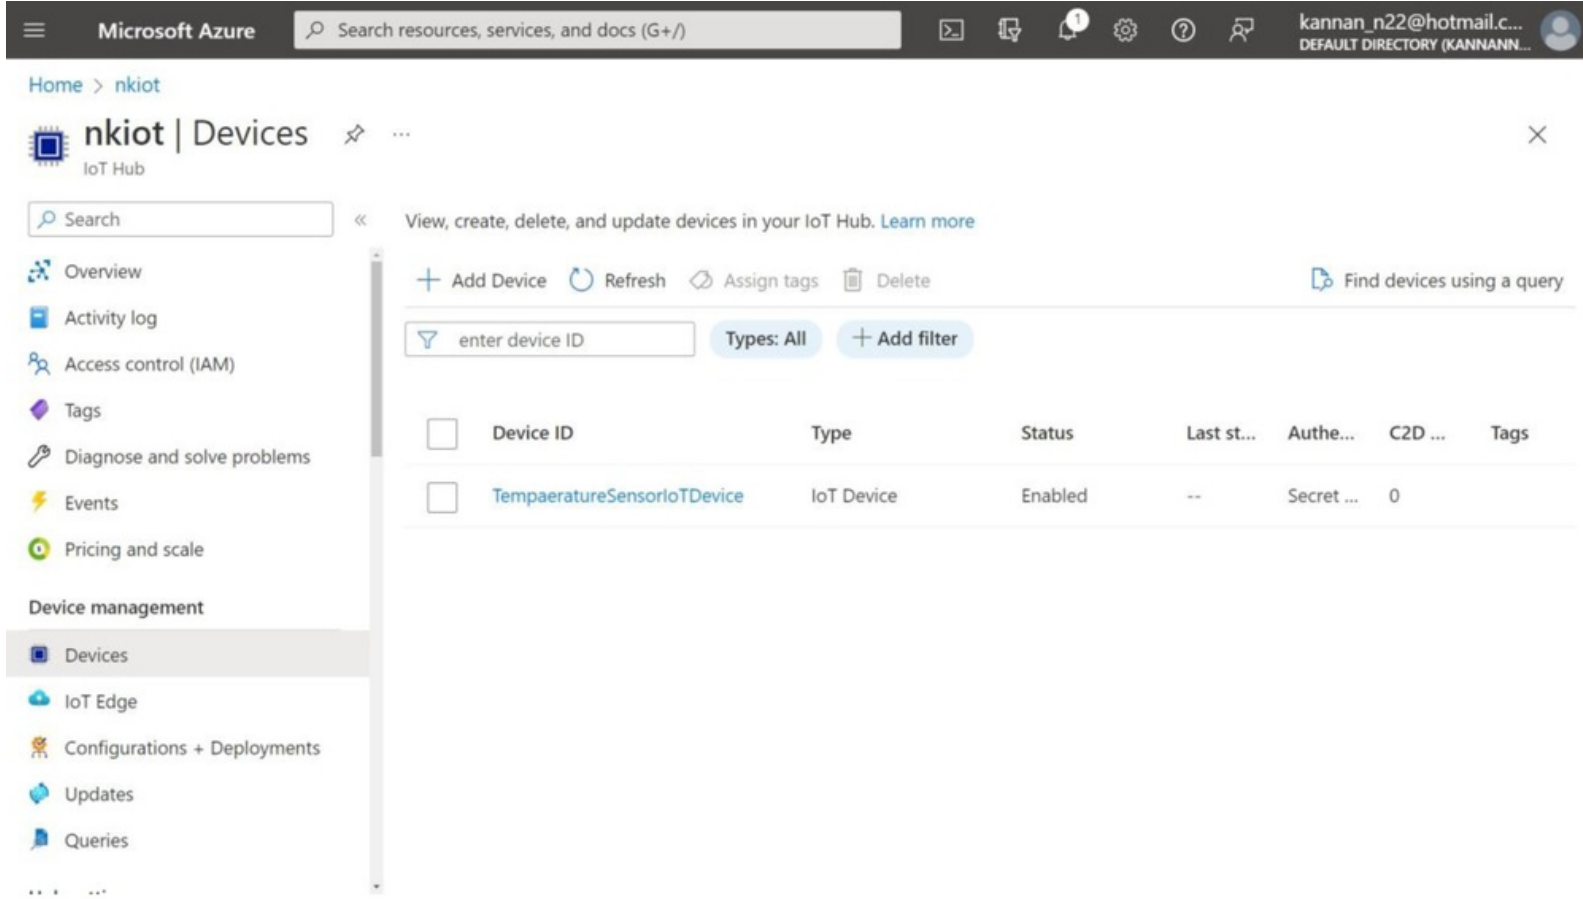 Microsoft Azure
Search resources, services, and docs (G+/)
1
kannan_n22@hotmail.c...
DEFAULT DIRECTORY (KANNANN...
Home > nkiot
nkiot | Devices
IoT Hub
Search
Overview
Activity log
Access control (IAM)
Tags
Diagnose and solve problems
Events
Pricing and scale
Device management
Devices
IoT Edge
Configurations + Deployments
Updates
Queries
View, create, delete, and update devices in your IoT Hub. Learn more
Add Device Refresh Assign tags Delete Find devices using a query
enter device ID Types: All + Add filter
Device ID Type Status Last st... Authe... C2D ... Tags
TempaeratureSensorIoTDevice IoT Device Enabled -- Secret ... 0